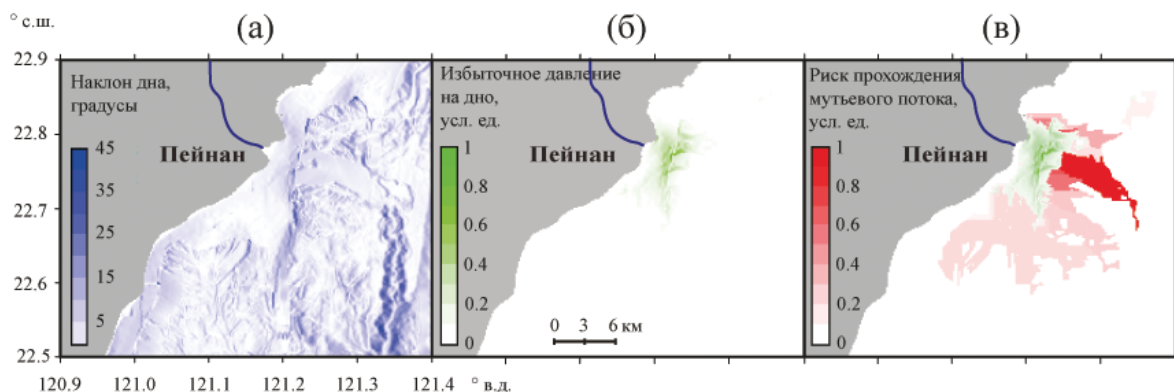 ° с.ш.
(а) (б) (в)
22.9
22.8
22.7
22.6
22.5
Наклон дна,
градусы
45
35
25
15
5
Пейнан
Избыточное давление
на дно,
усл. ед.
1
0.8
0.6
0.4
0.2
0
Пейнан
0 3 6 км
Риск прохождения
мутьевого потока,
усл. ед.
1
0.8
0.6
0.4
0.2
0
Пейнан
120.9 121.0 121.1 121.2 121.3 121.4 ° в.д.